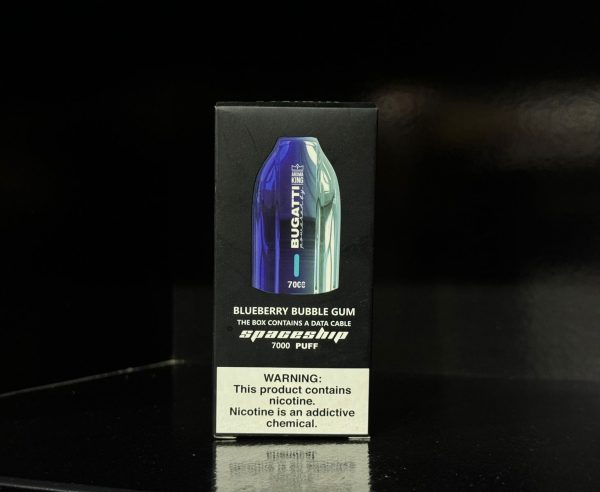 AROMA
KING
BUGATTI
7000
BLUEBERRY BUBBLE GUM
THE BOX CONTAINS A DATA CABLE
spaceship
7000 PUFF
WARNING:
This product contains
nicotine.
Nicotine is an addictive
chemical.